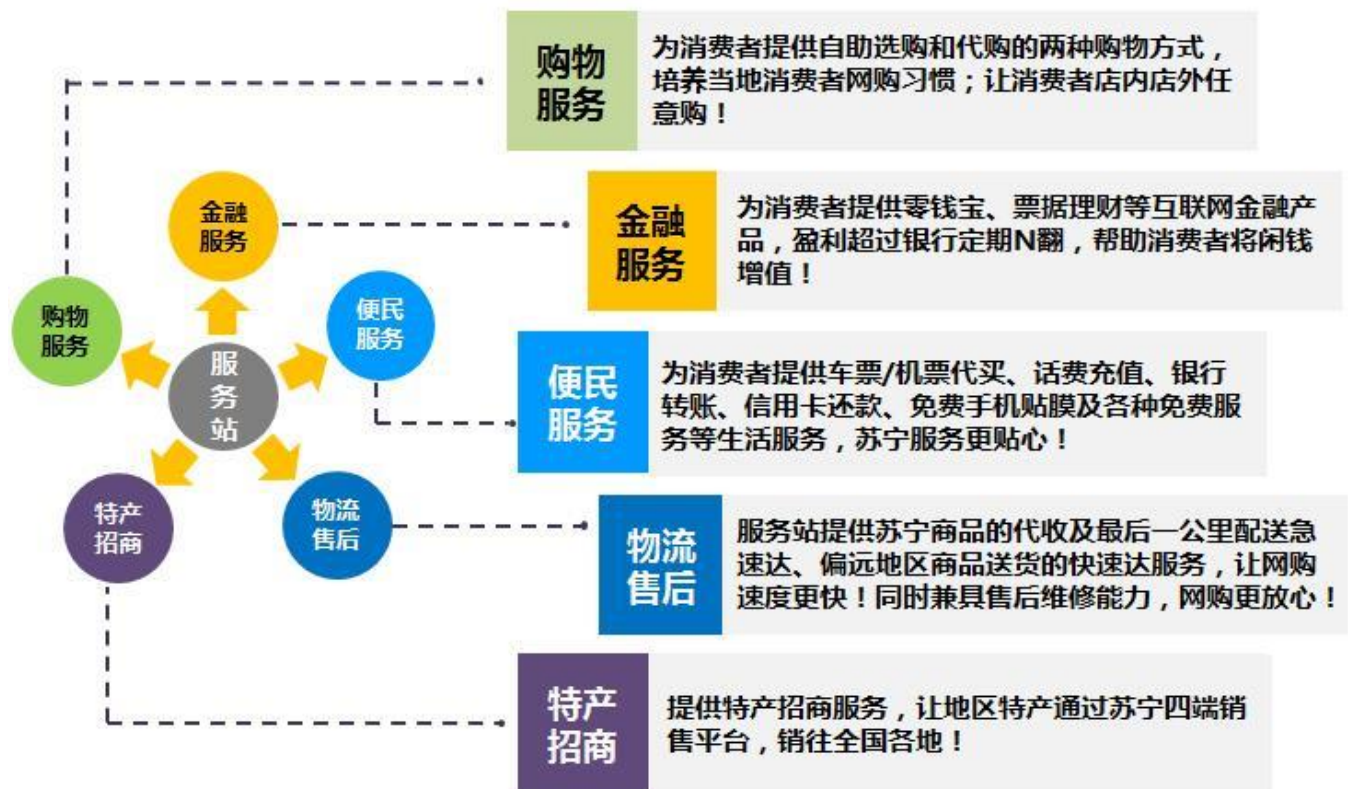 购物
服务
为消费者提供自助选购和代购的两种购物方式，
培养当地消费者网购习惯；让消费者店内店外任
意购！
金融
服务
金融
服务
为消费者提供零钱宝、票据理财等互联网金融产
品，盈利超过银行定期N翻，帮助消费者将闲钱
增值！
购物
服务
便民
服务
服
务
站
便民
服务
为消费者提供车票/机票代买、话费充值、银行
转账、信用卡还款、免费手机贴膜及各种免费服
务等生活服务，苏宁服务更贴心！
特产
招商
物流
售后
物流
售后
服务站提供苏宁商品的代收及最后一公里配送急
速达、偏远地区商品送货的快速达服务，让网购
速度更快！同时兼具售后维修能力，网购更放心！
特产
招商
提供特产招商服务，让地区特产通过苏宁四端销
售平台，销往全国各地！